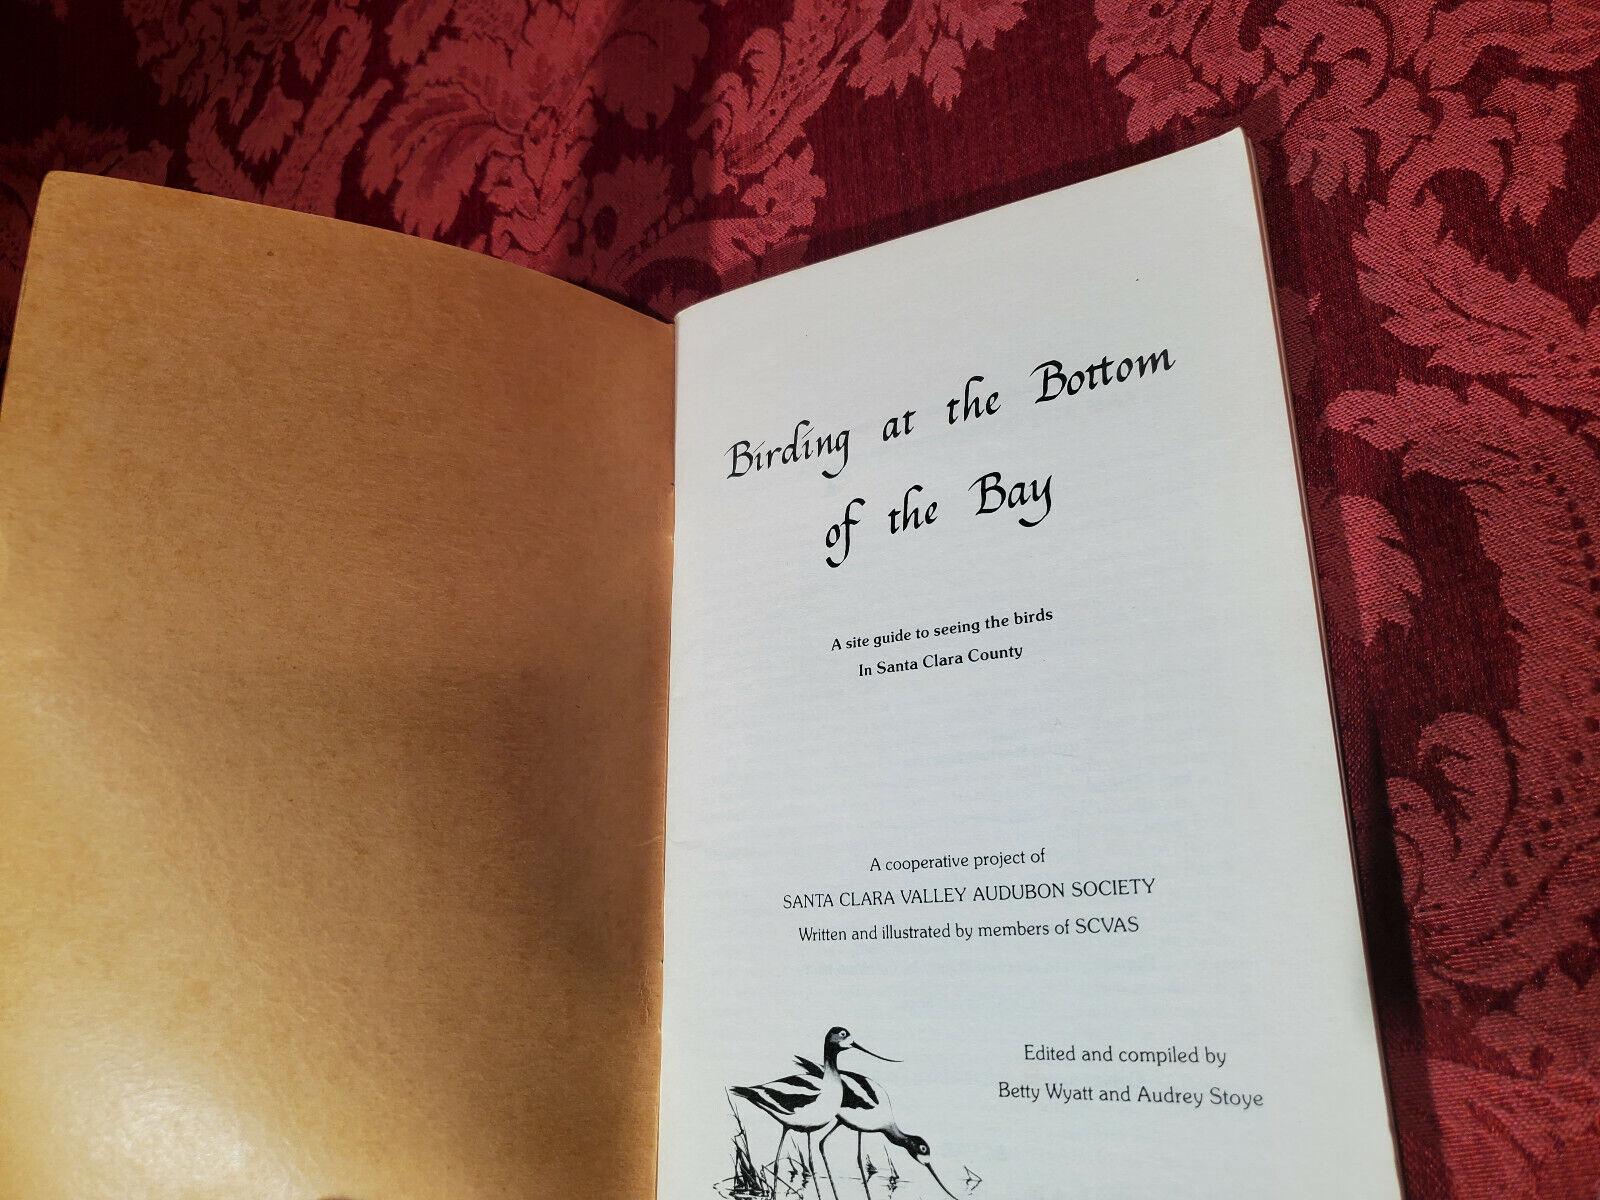 Birding at the Bottom
of the Bay
A site guide to seeing the birds
In Santa Clara County
A cooperative project of
SANTA CLARA VALLEY AUDUBON SOCIETY
Written and illustrated by members of SCVAS
Edited and compiled by
Betty Wyatt and Audrey Stoye